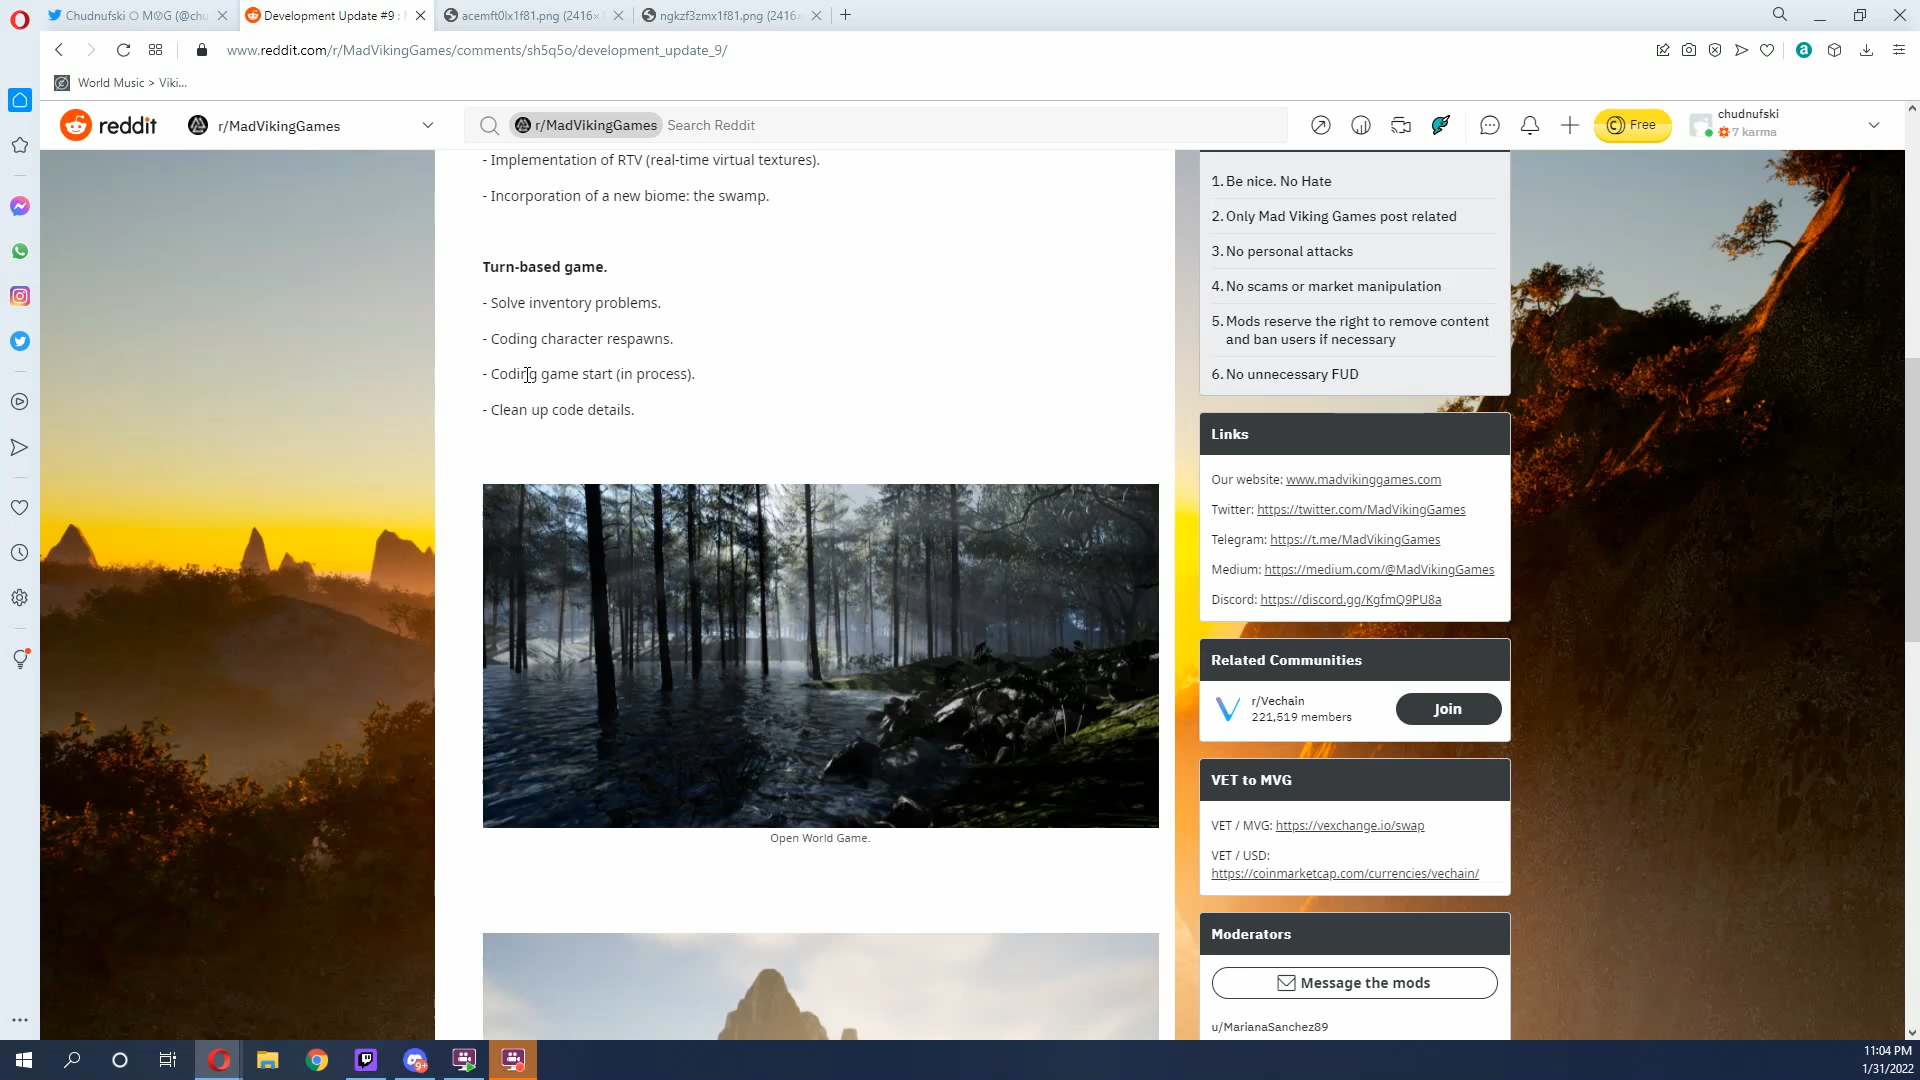 Chudnufski
Development Update #9 :
acemft0lx1f81.png (2416×
ngkzf3zmx1f81.png (2416×
www.reddit.com/r/MadVikingGames/comments/sh5q5o/development_update_9/
World Music > Viki...
reddit
r/MadVikingGames
r/MadVikingGames
Search Reddit
Free
chudnufski
7 karma
- Implementation of RTV (real-time virtual textures).
- Incorporation of a new biome: the swamp.
Turn-based game.
- Solve inventory problems.
- Coding character respawns.
- Coding game start (in process).
- Clean up code details.
Open World Game.
1. Be nice. No Hate
2. Only Mad Viking Games post related
3. No personal attacks
4. No scams or market manipulation
5. Mods reserve the right to remove content
and ban users if necessary
6. No unnecessary FUD
Links
Our website: www.madvikinggames.com
Twitter: https://twitter.com/MadVikingGames
Telegram: https://t.me/MadVikingGames
Medium: https://medium.com/@MadVikingGames
Discord: https://discord.gg/KgfmQ9PU8a
Related Communities
r/Vechain
221,519 members
Join
VET to MVG
VET / MVG: https://vexchange.io/swap
VET / USD:
https://coinmarketcap.com/currencies/vechain/
Moderators
Message the mods
u/MarianaSanchez89
9+
11:04 PM
1/31/2022